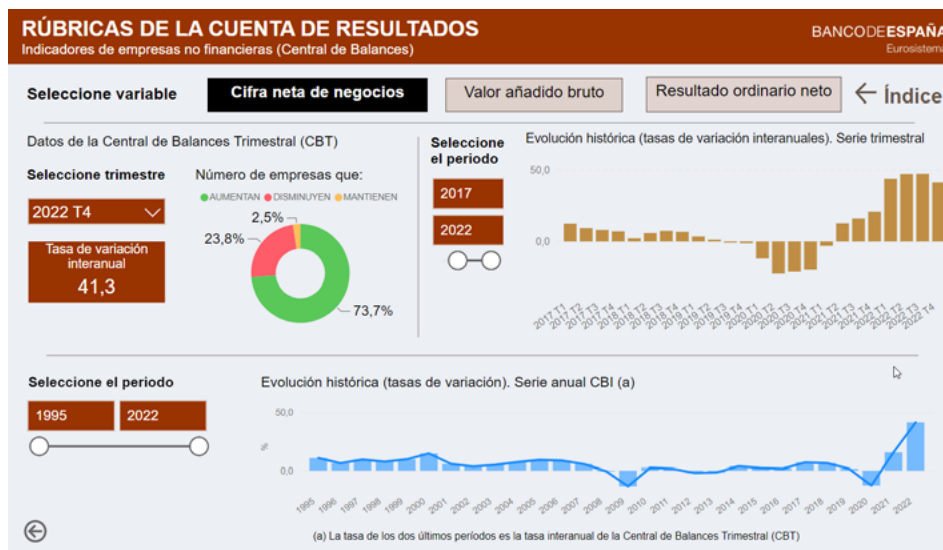 RÚBRICAS DE LA CUENTA DE RESULTADOS
Indicadores de empresas no financieras (Central de Balances)
BANCODEESPAÑA
Eurosistema
Seleccione variable
Cifra neta de negocios
Valor añadido bruto
Resultado ordinario neto
Índice
Datos de la Central de Balances Trimestral (CBT)
Seleccione trimestre
2022 T4
Tasa de variación
interanual
41,3
Número de empresas que:
AUMENTAN DISMINUYEN MANTIENEN
2,5%
23,8%
73,7%
Seleccione
el periodo
2017
2022
Evolución histórica (tasas de variación interanuales). Serie trimestral
50,0
0,0
2017 T1
2017 T2
2017 T3
2017 T4
2018 T1
2018 T2
2018 T3
2018 T4
2019 T1
2019 T2
2019 T3
2019 T4
2020 T1
2020 T2
2020 T3
2020 T4
2021 T1
2021 T2
2021 T3
2021 T4
2022 T1
2022 T2
2022 T3
2022 T4
Seleccione el periodo
1995
2022
Evolución histórica (tasas de variación). Serie anual CBI (a)
50,0
%
0,0
1995
1996
1997
1998
1999
2000
2001
2002
2003
2004
2005
2006
2007
2008
2009
2010
2011
2012
2013
2014
2015
2016
2017
2018
2019
2020
2021
2022
(a) La tasa de los dos últimos períodos es la tasa interanual de la Central de Balances Trimestral (CBT)